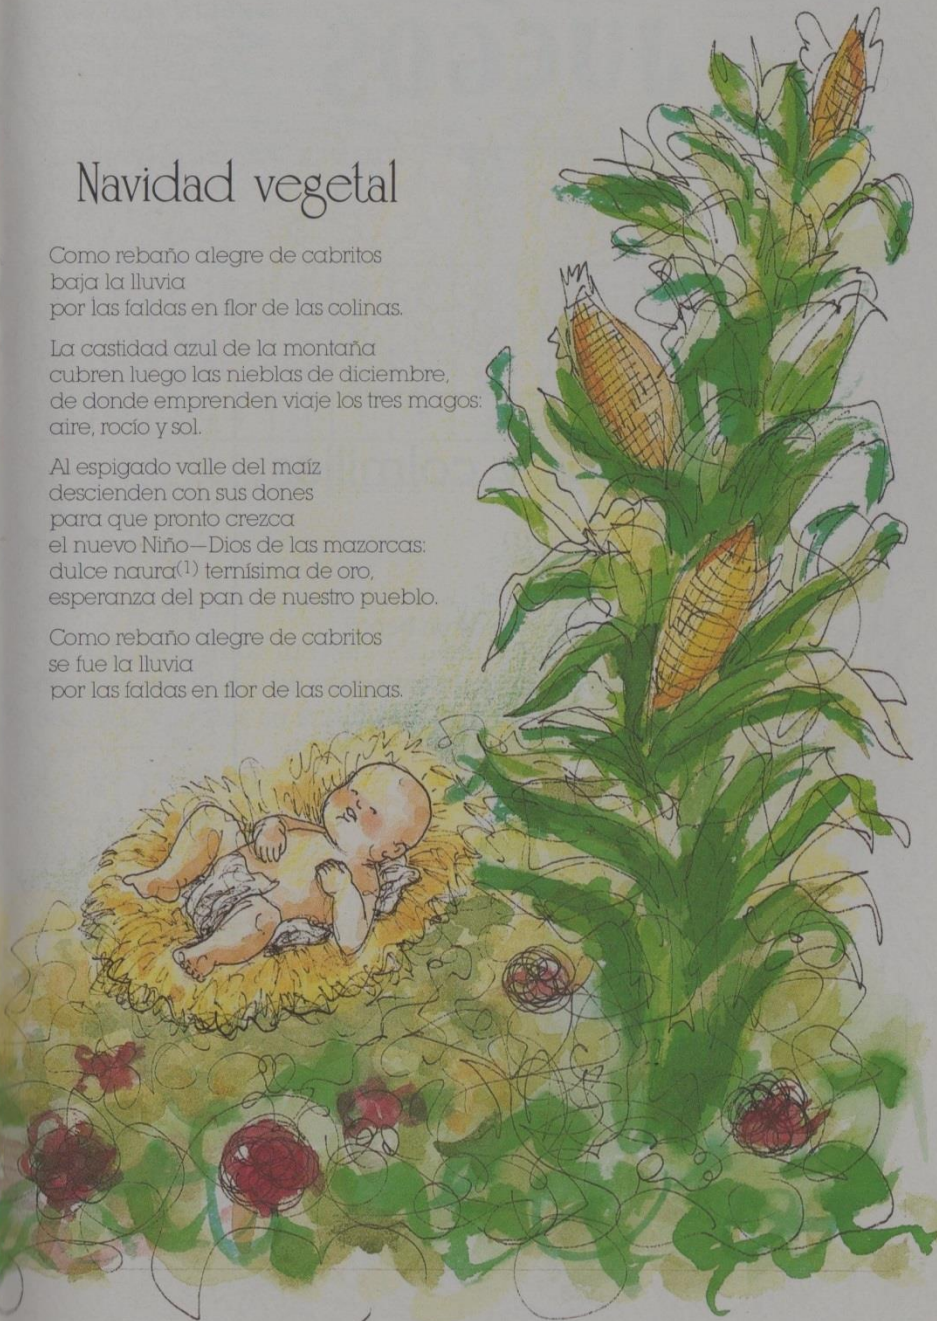 Navidad vegetal
Como rebaño alegre de cabritos
baja la lluvia
por las faldas en flor de las colinas.
La castidad azul de la montaña
cubren luego las nieblas de diciembre,
de donde emprenden viaje los tres magos:
aire, rocío y sol.
Al espigado valle del maíz
descienden con sus dones
para que pronto crezca
el nuevo Niño—Dios de las mazorcas:
dulce naura(1) ternísima de oro,
esperanza del pan de nuestro pueblo.
Como rebaño alegre de cabritos
se fue la lluvia
por las faldas en flor de las colinas.